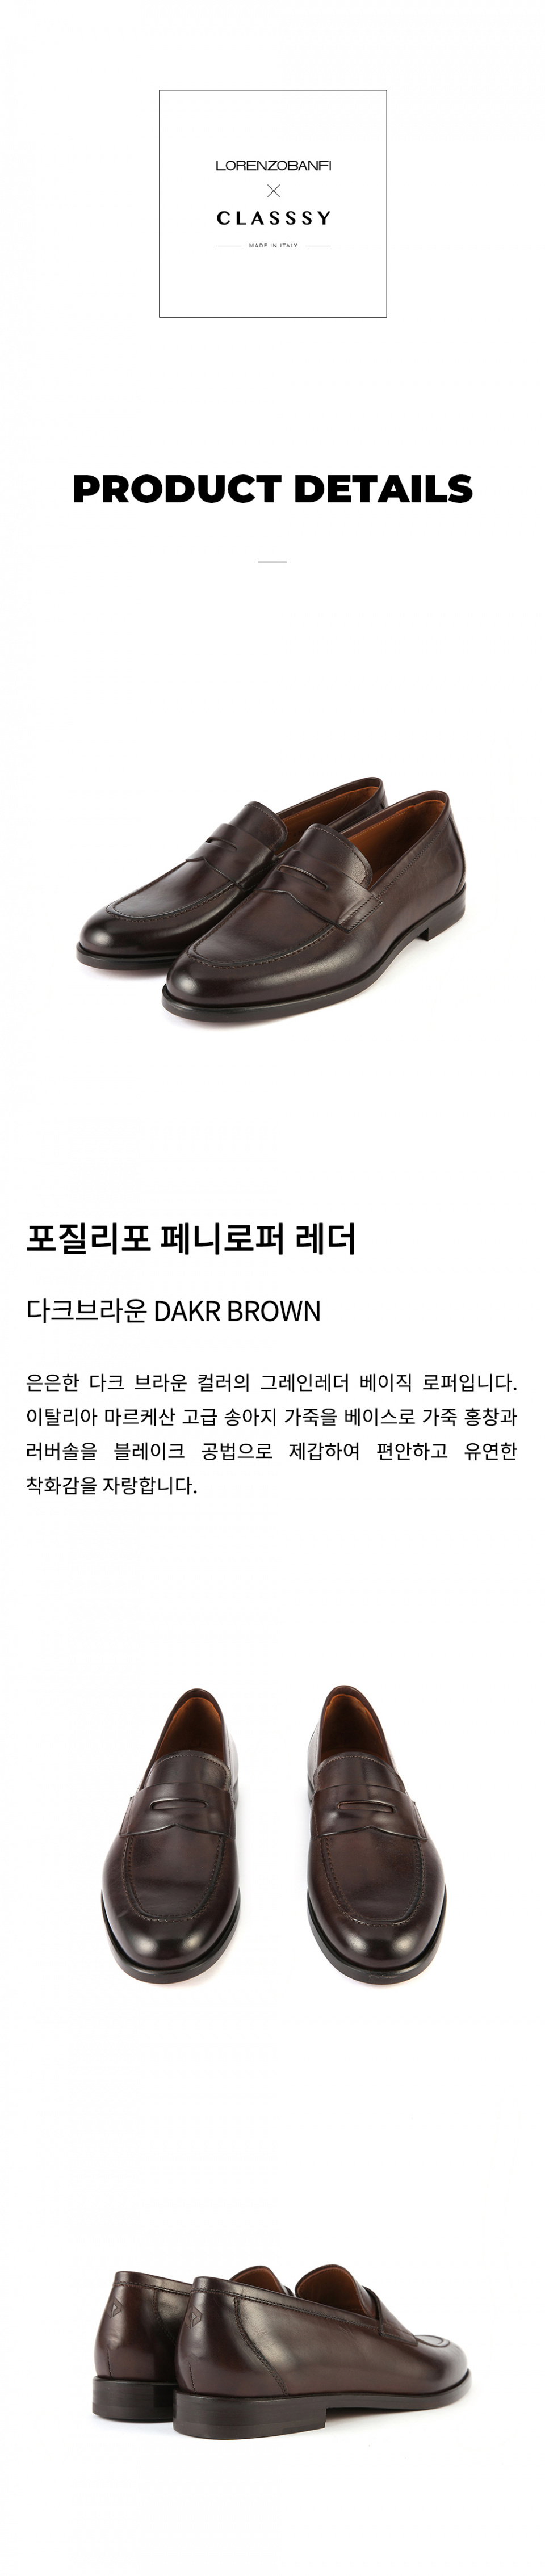 LORENZOBANFI
×
CLASSSY
MADE IN ITALY
PRODUCT DETAILS
포질리포 페니로퍼 레더
다크브라운 DAKR BROWN
은은한 다크 브라운 컬러의 그레인레더 베이직 로퍼입니다.
이탈리아 마르케산 고급 송아지 가죽을 베이스로 가죽 홍창과
러버솔을 블레이크 공법으로 제갑하여 편안하고 유연한
착화감을 자랑합니다.